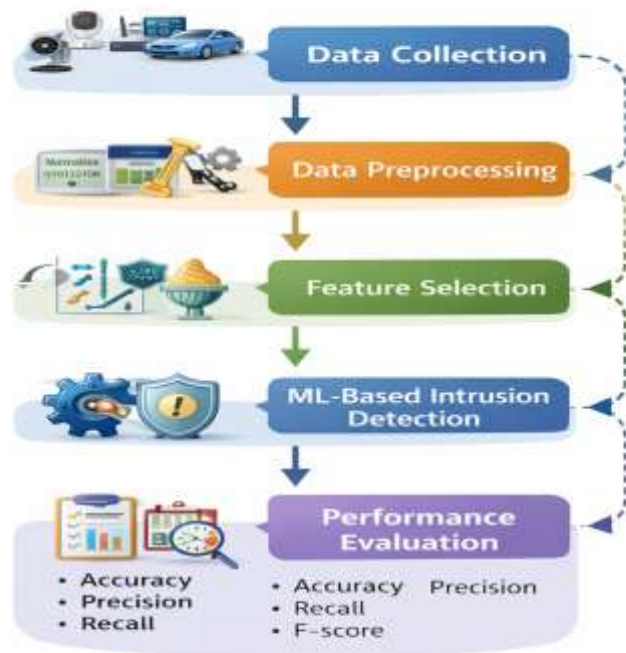 Data Collection
Data Preprocessing
Feature Selection
ML-Based Intrusion
Detection
Performance
Evaluation
• Accuracy
• Precision
• Recall
• Accuracy Precision
• Recall
• F-score